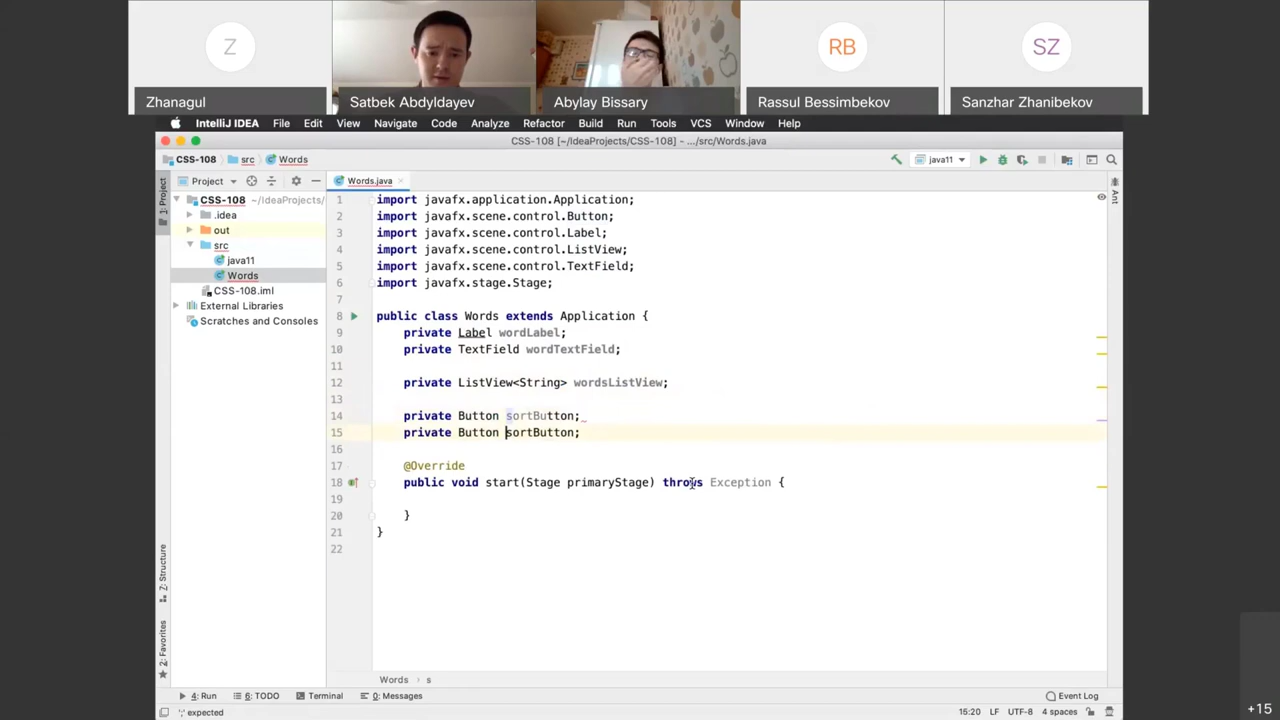 Z
RB
SZ
Zhanagul
Satbek Abdyldayev
Abylay Bissary
Rassul Bessimbekov
Sanzhar Zhanibekov
IntelliJ IDEA File Edit View Navigate Code Analyze Refactor Build Run Tools VCS Window Help
CSS-108 [~/IdeaProjects/CSS-108] - .../src/Words.java
CSS-108 src Words
java11
Project
Words.java
1: Project
Ant
CSS-108 ~/IdeaProjects/
.idea
out
src
java11
Words
CSS-108.iml
External Libraries
Scratches and Consoles
1 import javafx.application.Application;
2 import javafx.scene.control.Button;
3 import javafx.scene.control.Label;
4 import javafx.scene.control.ListView;
5 import javafx.scene.control.TextField;
6 import javafx.stage.Stage;
7
8 public class Words extends Application {
9 private Label wordLabel;
10 private TextField wordTextField;
11
12 private ListView<String> wordsListView;
13
14 private Button sortButton;
15 private Button sortButton;
16
17 @Override
18 public void start(Stage primaryStage) throws Exception {
19
20 }
21 }
22
7: Structure
2: Favorites
Words s
4: Run 6: TODO Terminal 0: Messages Event Log
';' expected 15:20 LF UTF-8 4 spaces
+15